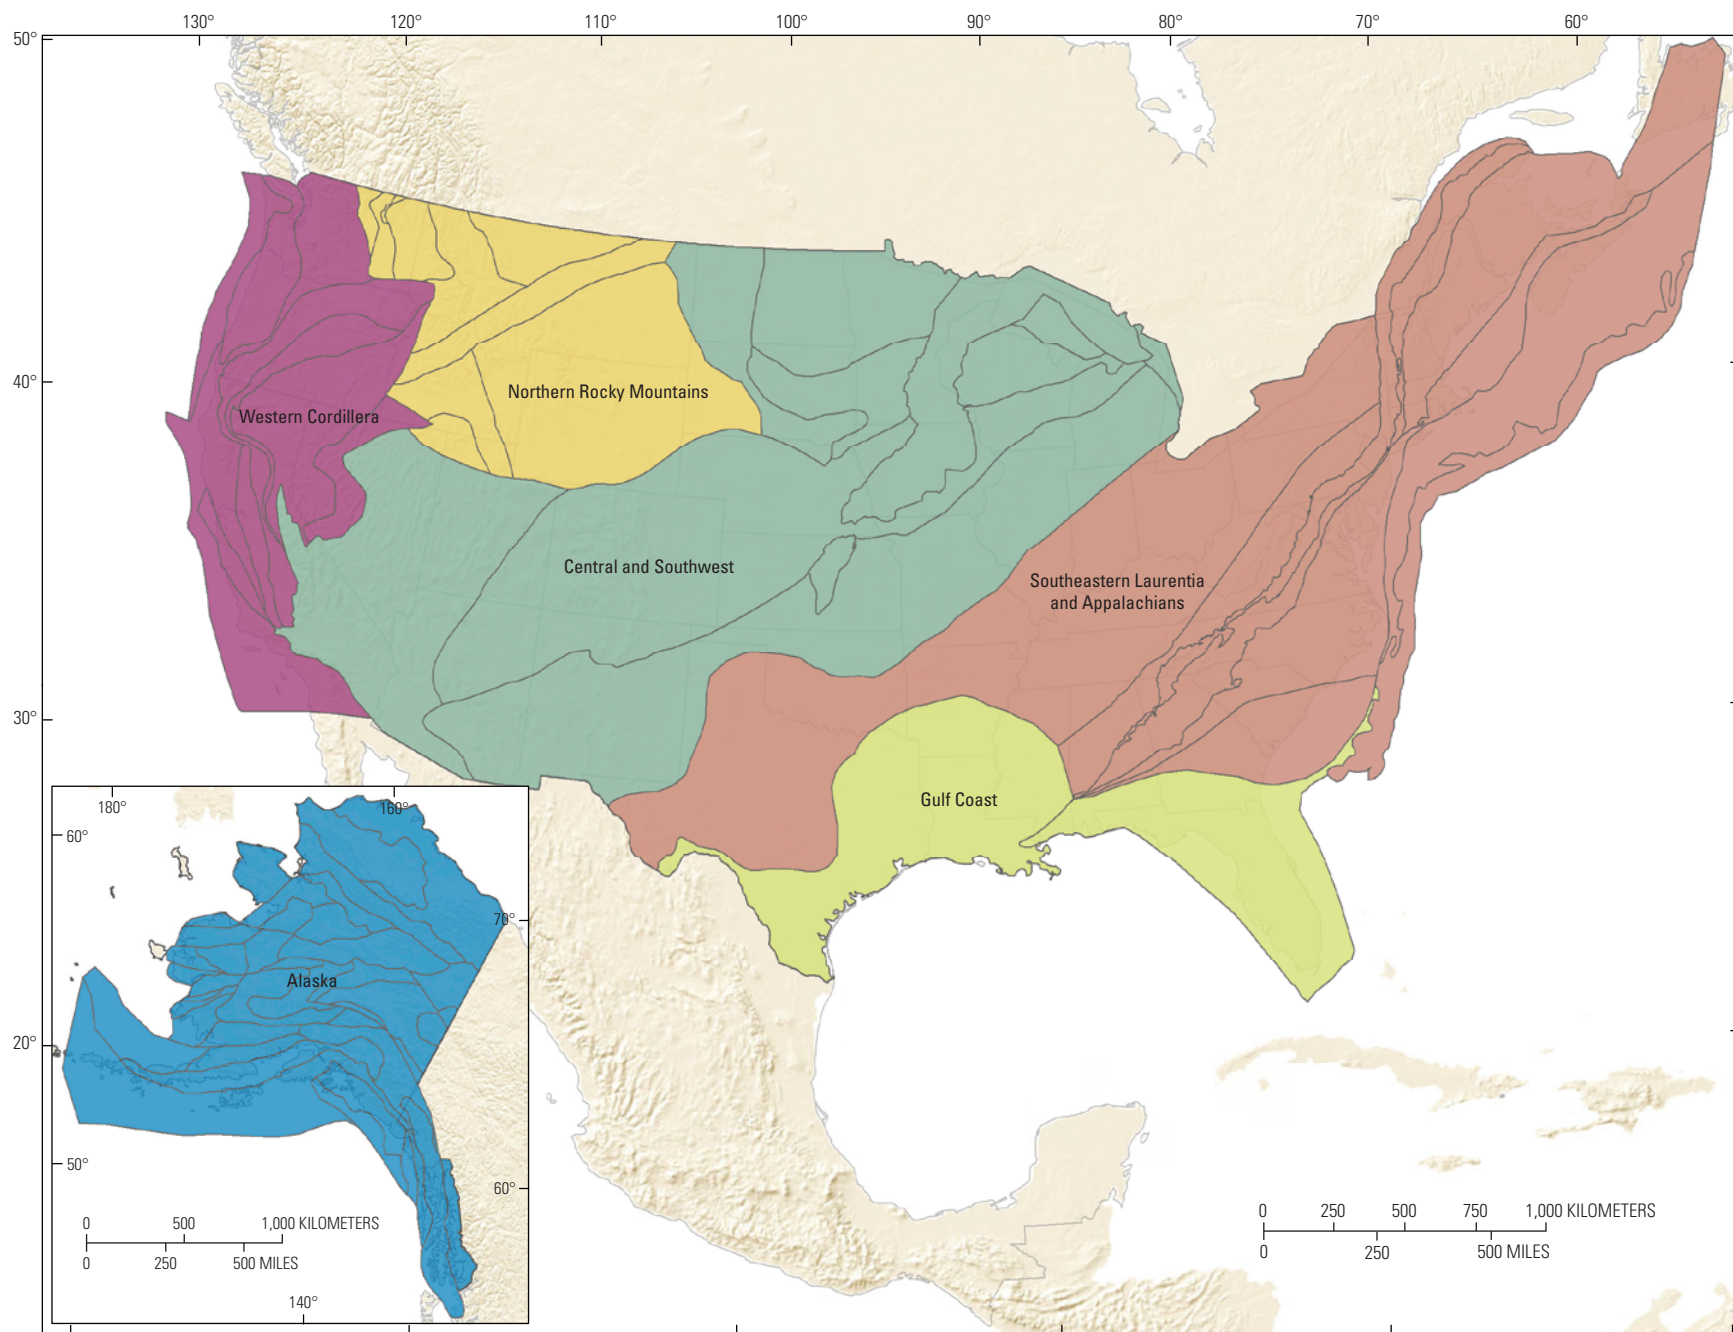 130° 120° 110° 100° 90° 80° 70° 60°
50°
40°
Northern Rocky Mountains
Western Cordillera
Central and Southwest
Southeastern Laurentia
and Appalachians
30°
Gulf Coast
180° 160°
60°
70°
Alaska
20°
50°
60°
0 500 1,000 KILOMETERS
0 250 500 MILES
140°
0 250 500 750 1,000 KILOMETERS
0 250 500 MILES